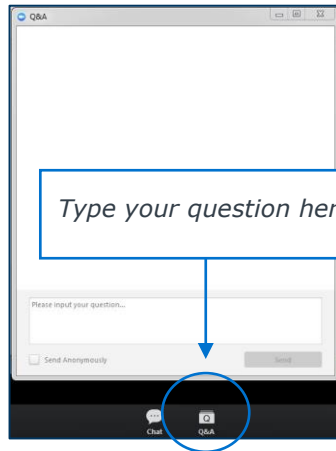 Q&A
Type your question her
Please input your question...
Send Anonymously
Send
Chat
Q&A